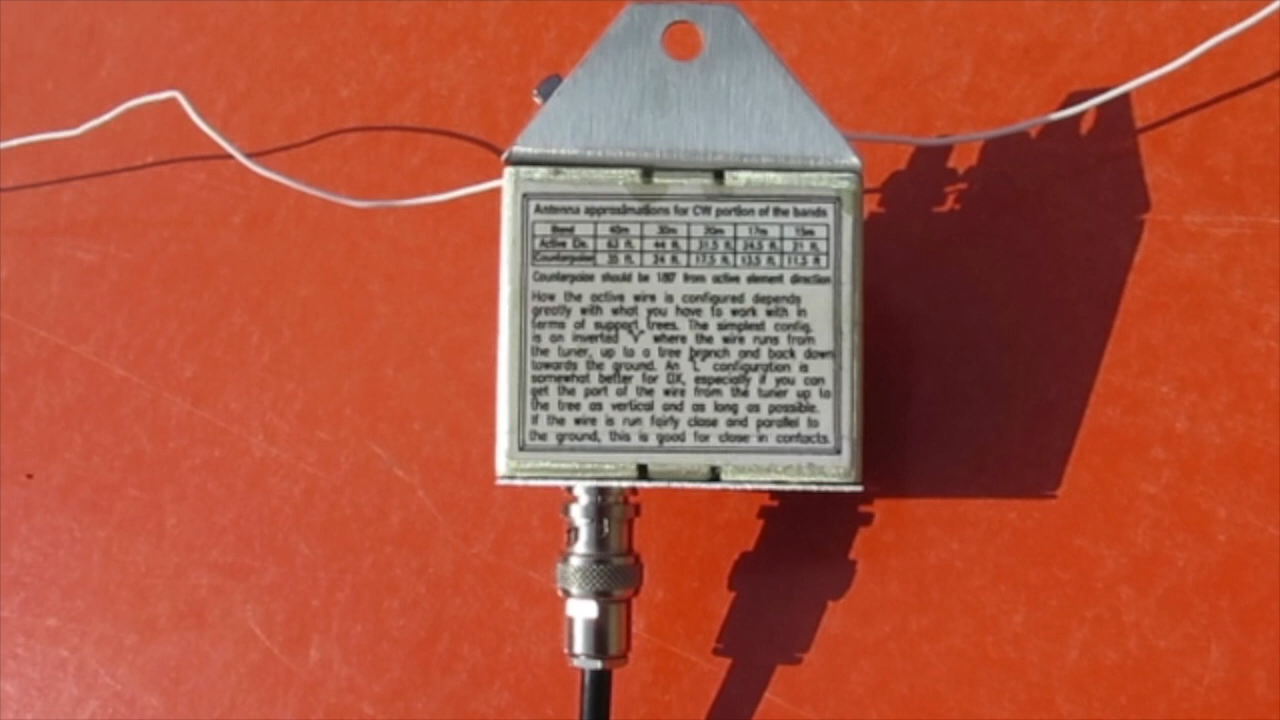 Antenna approximations for CW portion of the bands
Band 40m 30m 20m 17m 15m
Active Ele. 63 ft. 44 ft. 31.5 ft. 24.5 ft. 21 ft.
Counterpoise 35 ft. 24 ft. 17.5 ft. 13.5 ft. 11.5 ft
Counterpoise should be 180° from active element direction
How the active wire is configured depends
greatly with what you have to work with in
terms of support trees. The simplest config.
is an inverted "V" where the wire runs from
the tuner, up to a tree branch and back down
towards the ground. An "L" configuration is
somewhat better for DX, especially if you can
get the part of the wire from the tuner up to
the tree as vertical and as long as possible.
If the wire is run fairly close and parallel to
the ground, this is good for close in contacts.